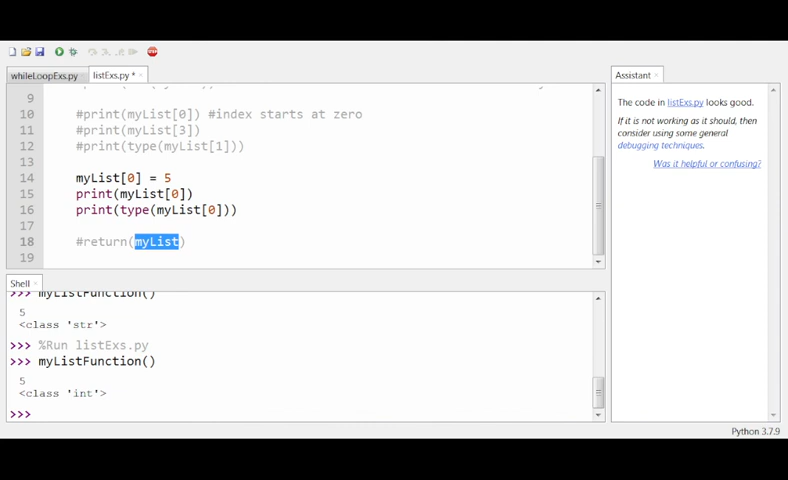 whileLoopExs.py listExs.py * ×
9
10 #print(myList[0]) #index starts at zero
11 #print(myList[3])
12 #print(type(myList[1]))
13
14 myList[0] = 5
15 print(myList[0])
16 print(type(myList[0]))
17
18 #return(myList)
19
Shell ×
>>> myListFunction()
5
<class 'str'>
>>> %Run listExs.py
>>> myListFunction()
5
<class 'int'>
>>>
Assistant ×
The code in listExs.py looks good.
If it is not working as it should, then
consider using some general
debugging techniques.
Was it helpful or confusing?
Python 3.7.9